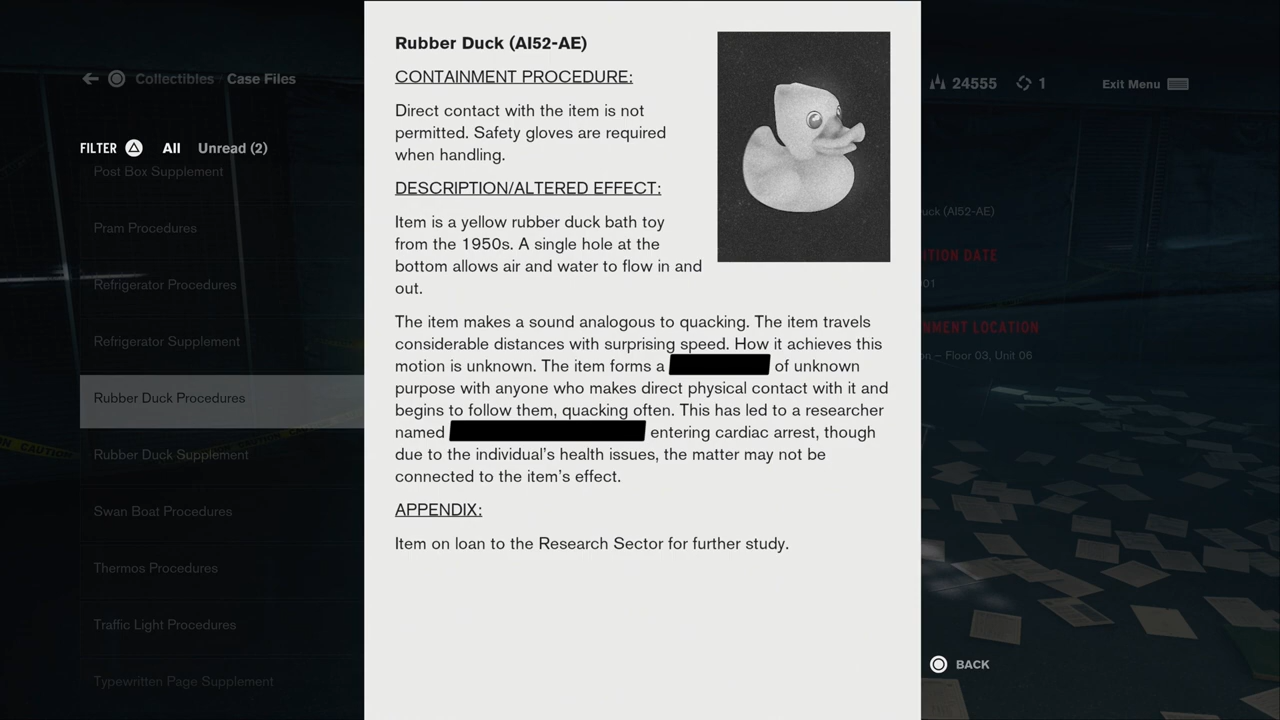 Rubber Duck (AI52-AE)
CONTAINMENT PROCEDURE:
Direct contact with the item is not
permitted. Safety gloves are required
when handling.
DESCRIPTION/ALTERED EFFECT:
Item is a yellow rubber duck bath toy
from the 1950s. A single hole at the
bottom allows air and water to flow in and
out.
The item makes a sound analogous to quacking. The item travels
considerable distances with surprising speed. How it achieves this
motion is unknown. The item forms a of unknown
purpose with anyone who makes direct physical contact with it and
begins to follow them, quacking often. This has led to a researcher
named entering cardiac arrest, though
due to the individual's health issues, the matter may not be
connected to the item's effect.
APPENDIX:
Item on loan to the Research Sector for further study.
Collectibles Case Files
FILTER All Unread (2)
Post Box Supplement
Pram Procedures
Refrigerator Procedures
Refrigerator Supplement
Rubber Duck Procedures
Rubber Duck Supplement
Swan Boat Procedures
Thermos Procedures
Traffic Light Procedures
Typewritten Page Supplement
24555 1
Exit Menu
(AI52-AE)
DATE
LOCATION
Floor 03, Unit 06
BACK
CAUTION